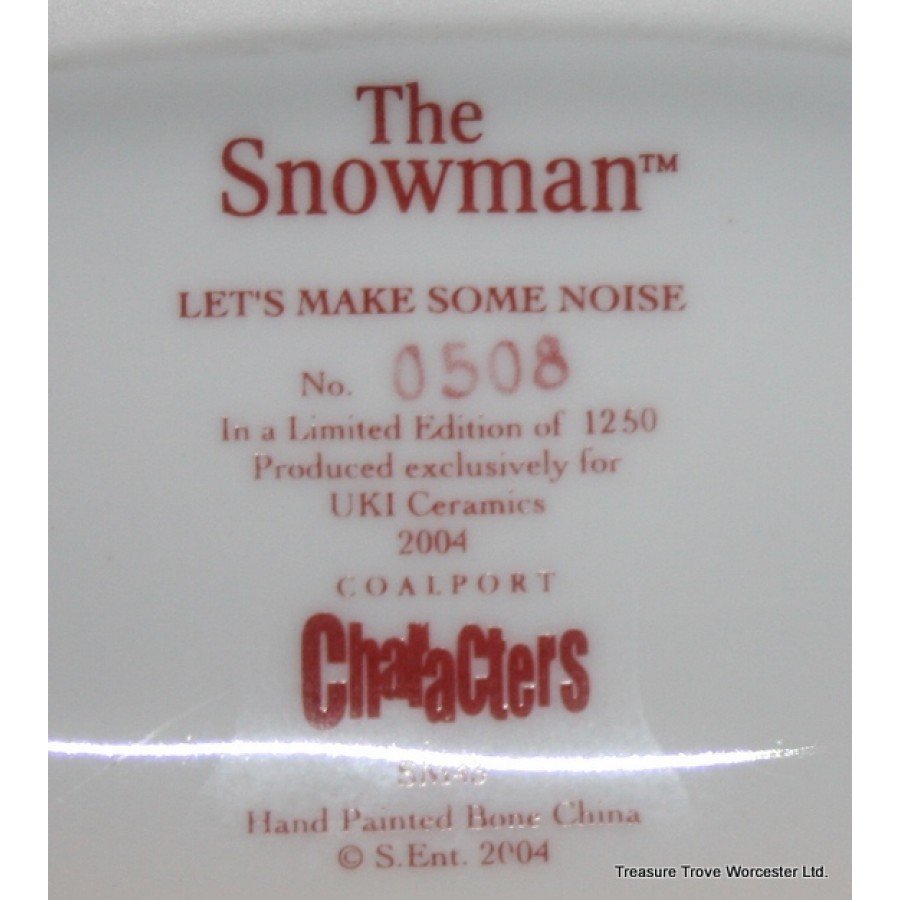 The
Snowman™
LET'S MAKE SOME NOISE
No. 0508
In a Limited Edition of 1250
Produced exclusively for
UKI Ceramics
2004
COALPORT
Characters
Hand Painted Bone China
© S.Ent. 2004
Treasure Trove Worcester Ltd.